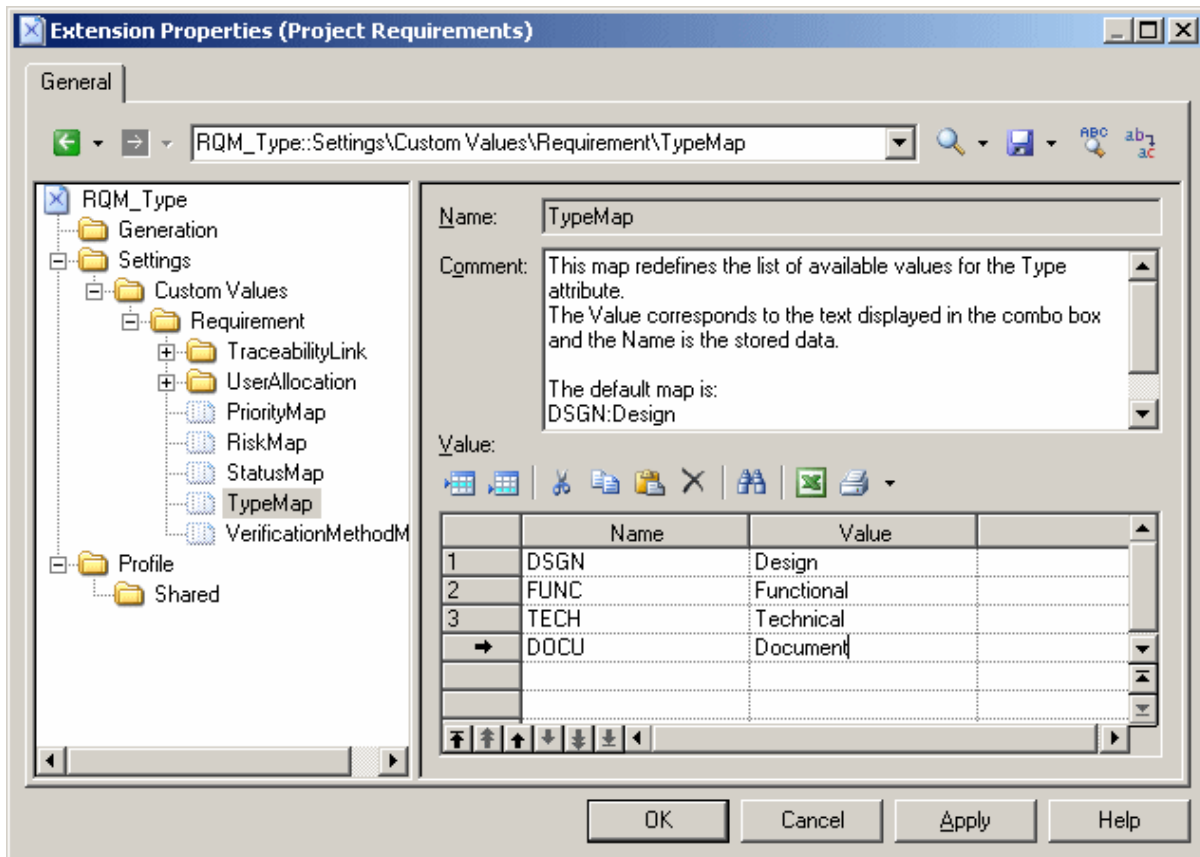 Extension Properties (Project Requirements)
General
RQM_Type::Settings\Custom Values\Requirement\TypeMap
ABC
ab
ac
RQM_Type
Generation
Settings
Custom Values
Requirement
TraceabilityLink
UserAllocation
PriorityMap
RiskMap
StatusMap
TypeMap
VerificationMethodM
Profile
Shared
Name: TypeMap
Comment: This map redefines the list of available values for the Type
attribute.
The Value corresponds to the text displayed in the combo box
and the Name is the stored data.
The default map is:
DSGN:Design
Value:
Name Value
1 DSGN Design
2 FUNC Functional
3 TECH Technical
DOCU Document
OK Cancel Apply Help